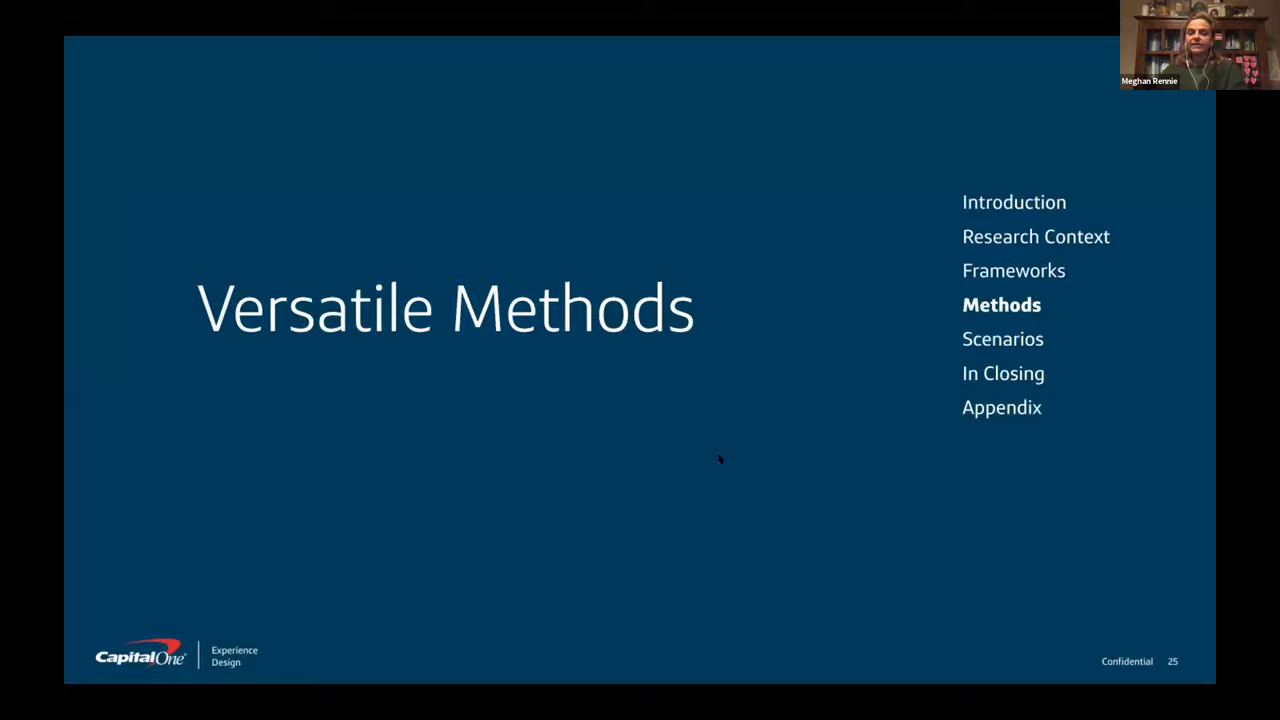 Meghan Rennie
Versatile Methods
Introduction
Research Context
Frameworks
Methods
Scenarios
In Closing
Appendix
Capital One
Experience
Design
Confidential 25